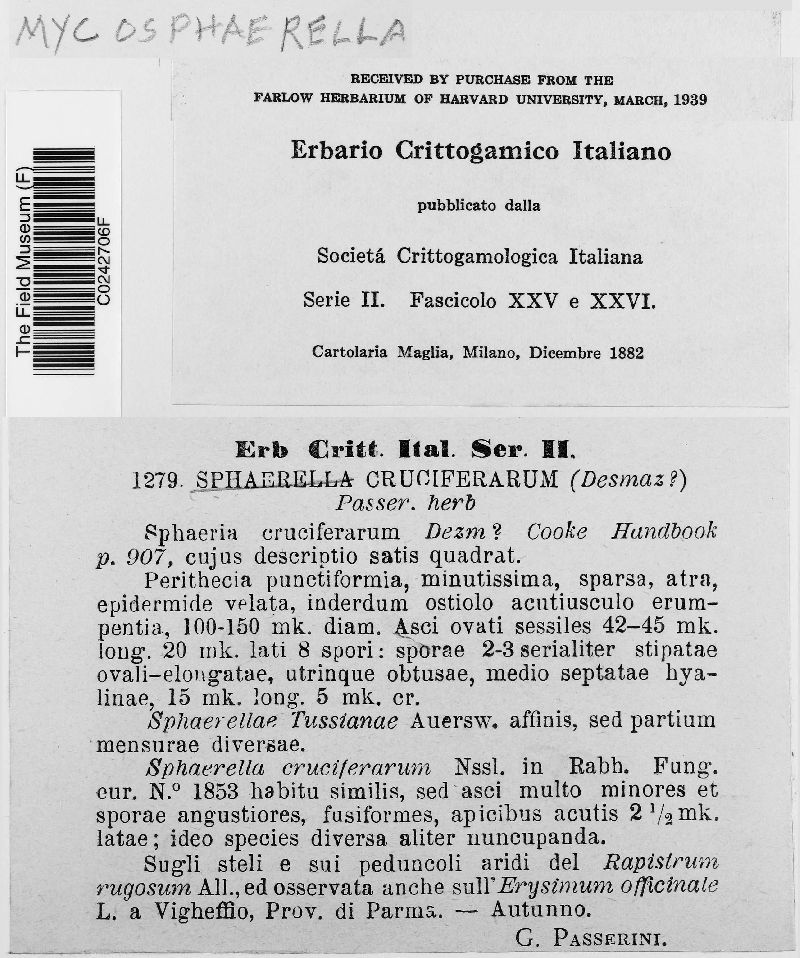 MYCOSPHAERELLA
RECEIVED BY PURCHASE FROM THE
FARLOW HERBARIUM OF HARVARD UNIVERSITY, MARCH, 1939
Erbario Crittogamico Italiano
pubblicato dalla
Societá Crittogamologica Italiana
Serie II. Fascicolo XXV e XXVI.
Cartolaria Maglia, Milano, Dicembre 1882
The Field Museum (F)
C0242706F
Erb Critt. Ital. Ser. II.
1279. SPHAERELLA CRUCIFERARUM (Desmaz?)
Passer. herb
Sphaeria cruciferarum Dezm? Cooke Handbook
p. 907, cujus descriptio satis quadrat.
Perithecia punctiformia, minutissima, sparsa, atra,
epidermide velata, inderdum ostiolo acutiusculo erum-
pentia, 100-150 mk. diam. Asci ovati sessiles 42-45 mk.
long. 20 mk. lati 8 spori: sporae 2-3 serialiter stipatae
ovali-elongatae, utrinque obtusae, medio septatae hya-
linae, 15 mk. long. 5 mk. cr.
Sphaerellae Tussianae Auersw. affinis, sed partium
mensurae diversae.
Sphaerella cruciferarum Nssl. in Rabh. Fung.
eur. N.º 1853 habitu similis, sed asci multo minores et
sporae angustiores, fusiformes, apicibus acutis 2 1/2 mk.
latae; ideo species diversa aliter nuncupanda.
Sugli steli e sui peduncoli aridi del Rapistrum
rugosum All., ed osservata anche sull'Erysimum officinale
L. a Vigheffio, Prov. di Parma. — Autunno.
G. PASSERINI.